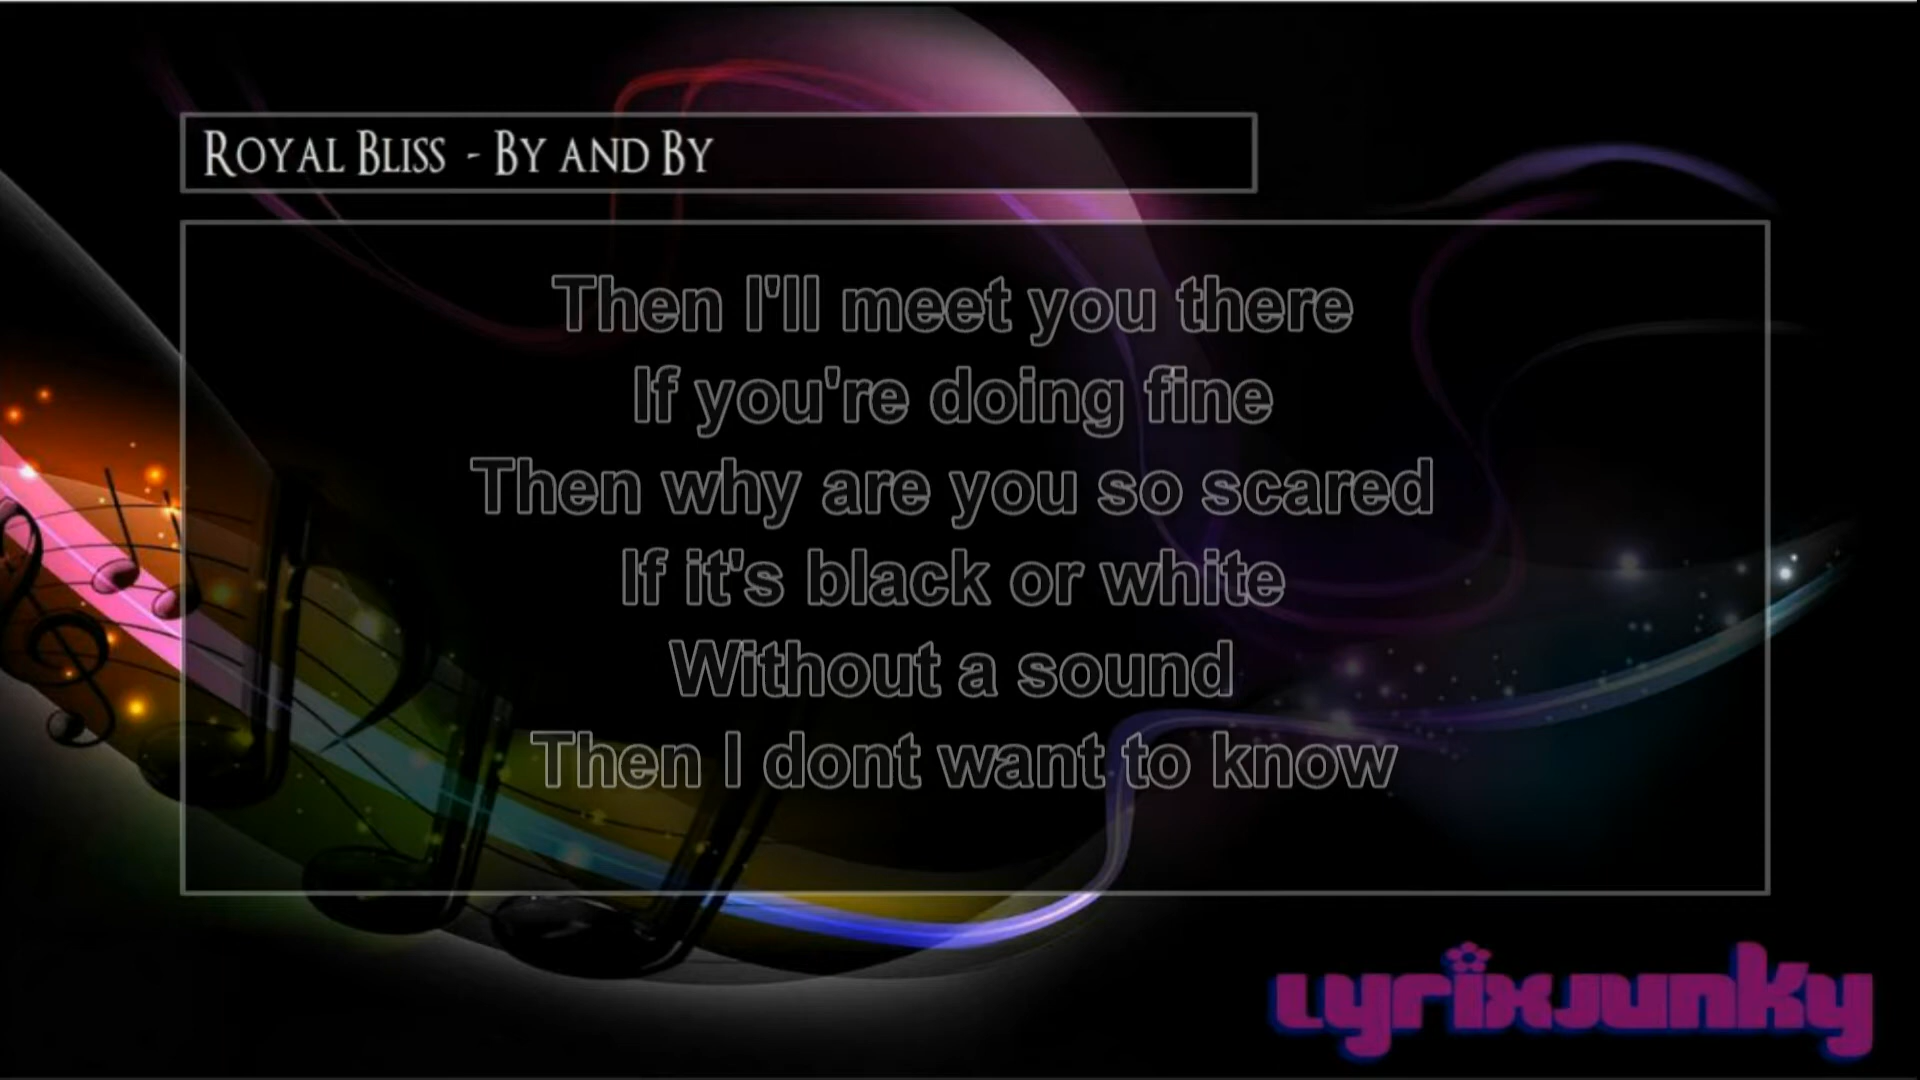 Royal Bliss - By and By
Then I'll meet you there
If you're doing fine
Then why are you so scared
If it's black or white
Without a sound
Then I dont want to know
Lyrixjunky